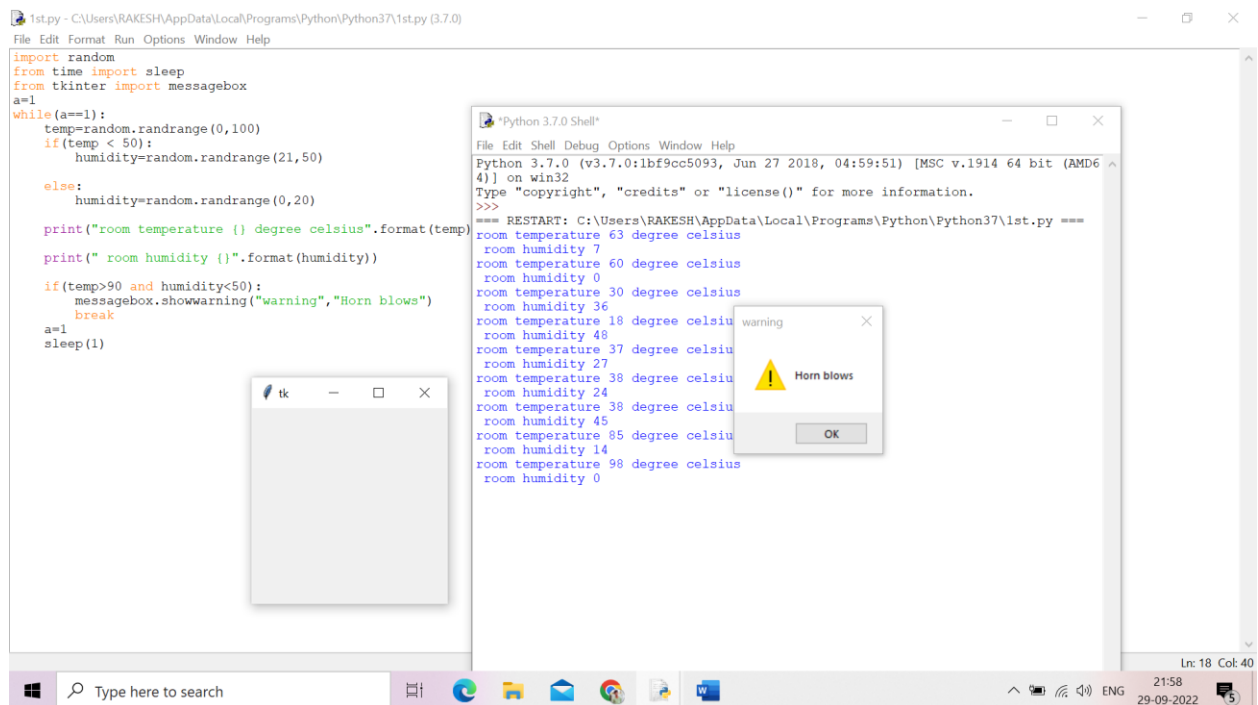 1st.py - C:\Users\RAKESH\AppData\Local\Programs\Python\Python37\1st.py (3.7.0)
File Edit Format Run Options Window Help
import random
from time import sleep
from tkinter import messagebox
a=1
while(a==1):
    temp=random.randrange(0,100)
    if(temp < 50):
        humidity=random.randrange(21,50)
    else:
        humidity=random.randrange(0,20)
    print("room temperature {} degree celsius".format(temp)
    print(" room humidity {}".format(humidity))
    if(temp>90 and humidity<50):
        messagebox.showwarning("warning","Horn blows")
        break
    a=1
    sleep(1)
tk
*Python 3.7.0 Shell*
File Edit Shell Debug Options Window Help
Python 3.7.0 (v3.7.0:1bf9cc5093, Jun 27 2018, 04:59:51) [MSC v.1914 64 bit (AMD6
4)] on win32
Type "copyright", "credits" or "license()" for more information.
>>>
=== RESTART: C:\Users\RAKESH\AppData\Local\Programs\Python\Python37\1st.py ===
room temperature 63 degree celsius
 room humidity 7
room temperature 60 degree celsius
 room humidity 0
room temperature 30 degree celsius
 room humidity 36
room temperature 18 degree celsiu
 room humidity 48
room temperature 37 degree celsiu
 room humidity 27
room temperature 38 degree celsiu
 room humidity 24
room temperature 38 degree celsiu
 room humidity 45
room temperature 85 degree celsiu
 room humidity 14
room temperature 98 degree celsius
 room humidity 0
warning
Horn blows
OK
Ln: 18 Col: 40
Type here to search
ENG
21:58
29-09-2022
5